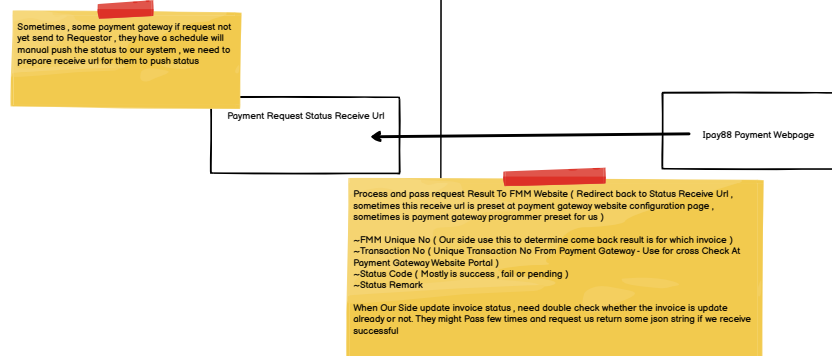 Sometimes , some payment gateway if request not
yet send to Requestor , they have a schedule will
manual push the status to our system , we need to
prepare receive url for them to push status
Payment Request Status Receive Url
Ipay88 Payment Webpage
Process and pass request Result To FMM Website ( Redirect back to Status Receive Url ,
sometimes this receive url is preset at payment gateway website configuration page ,
sometimes is payment gateway programmer preset for us )
~FMM Unique No ( Our side use this to determine come back result is for which invoice )
~Transaction No ( Unique Transaction No From Payment Gateway - Use for cross Check At
Payment Gateway Website Portal )
~Status Code ( Mostly is success , fail or pending )
~Status Remark
When Our Side update invoice status , need double check whether the invoice is update
already or not. They might Pass few times and request us return some json string if we receive
successful